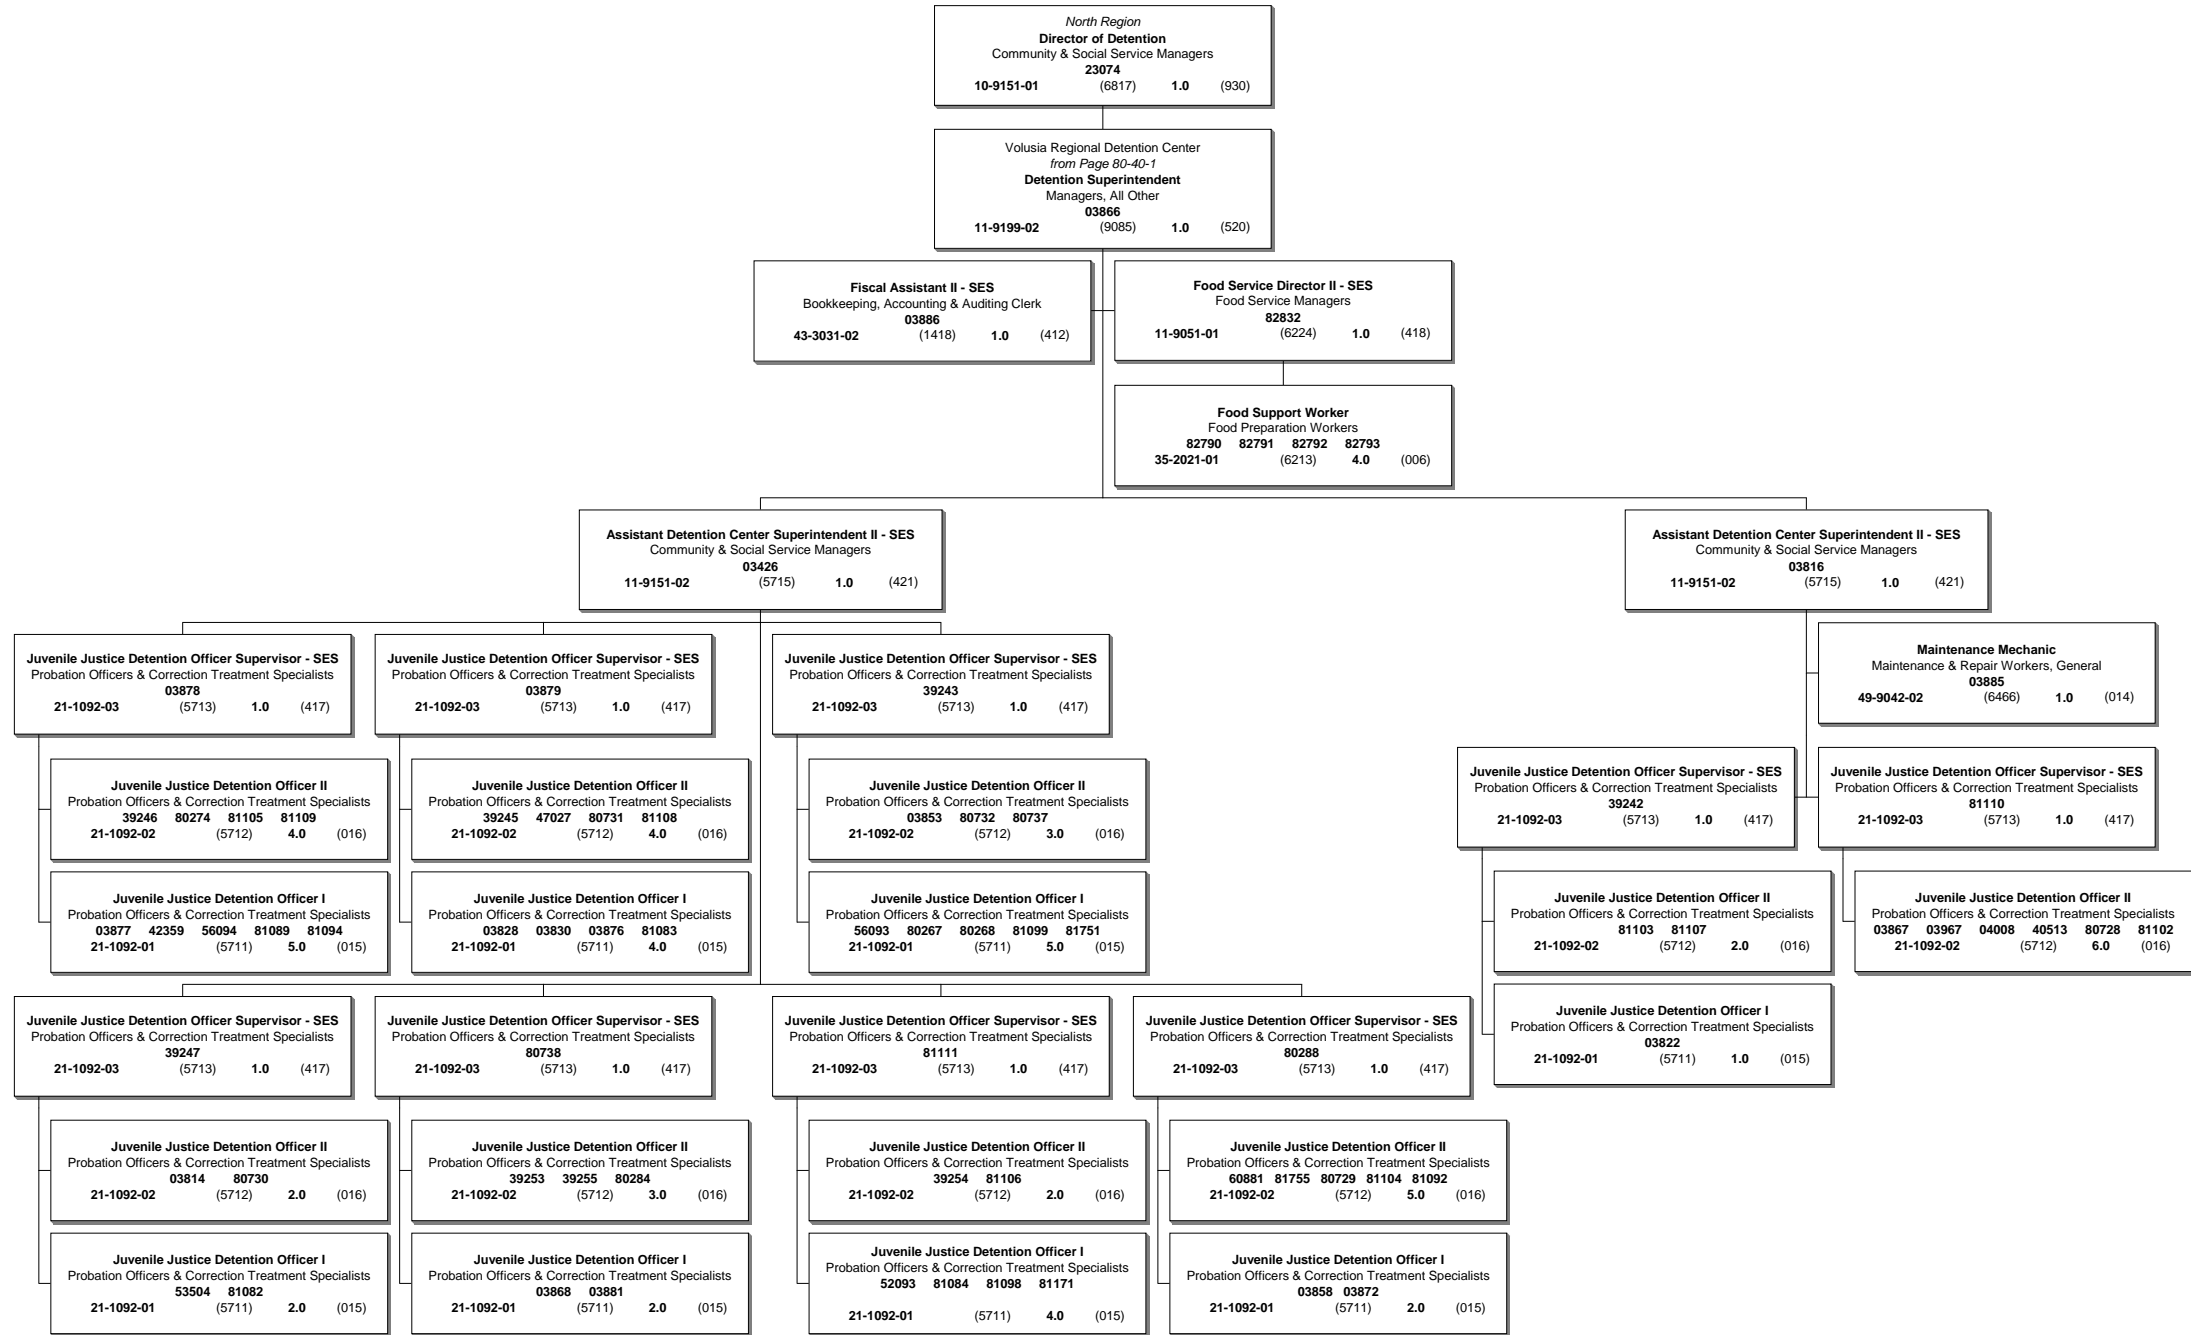 North Region
Director of Detention
Community & Social Service Managers
23074
10-9151-01 (6817) 1.0 (930)
Volusia Regional Detention Center
from Page 80-40-1
Detention Superintendent
Managers, All Other
03866
11-9199-02 (9085) 1.0 (520)
Fiscal Assistant II - SES
Bookkeeping, Accounting & Auditing Clerk
03886
43-3031-02 (1418) 1.0 (412)
Food Service Director II - SES
Food Service Managers
82832
11-9051-01 (6224) 1.0 (418)
Food Support Worker
Food Preparation Workers
82790 82791 82792 82793
35-2021-01 (6213) 4.0 (006)
Assistant Detention Center Superintendent II - SES
Community & Social Service Managers
03426
11-9151-02 (5715) 1.0 (421)
Assistant Detention Center Superintendent II - SES
Community & Social Service Managers
03816
11-9151-02 (5715) 1.0 (421)
Juvenile Justice Detention Officer Supervisor - SES
Probation Officers & Correction Treatment Specialists
03878
21-1092-03 (5713) 1.0 (417)
Juvenile Justice Detention Officer Supervisor - SES
Probation Officers & Correction Treatment Specialists
03879
21-1092-03 (5713) 1.0 (417)
Juvenile Justice Detention Officer Supervisor - SES
Probation Officers & Correction Treatment Specialists
39243
21-1092-03 (5713) 1.0 (417)
Maintenance Mechanic
Maintenance & Repair Workers, General
03885
49-9042-02 (6466) 1.0 (014)
Juvenile Justice Detention Officer II
Probation Officers & Correction Treatment Specialists
39246 80274 81105 81109
21-1092-02 (5712) 4.0 (016)
Juvenile Justice Detention Officer II
Probation Officers & Correction Treatment Specialists
39245 47027 80731 81108
21-1092-02 (5712) 4.0 (016)
Juvenile Justice Detention Officer II
Probation Officers & Correction Treatment Specialists
03853 80732 80737
21-1092-02 (5712) 3.0 (016)
Juvenile Justice Detention Officer Supervisor - SES
Probation Officers & Correction Treatment Specialists
39242
21-1092-03 (5713) 1.0 (417)
Juvenile Justice Detention Officer Supervisor - SES
Probation Officers & Correction Treatment Specialists
81110
21-1092-03 (5713) 1.0 (417)
Juvenile Justice Detention Officer I
Probation Officers & Correction Treatment Specialists
03877 42359 56094 81089 81094
21-1092-01 (5711) 5.0 (015)
Juvenile Justice Detention Officer I
Probation Officers & Correction Treatment Specialists
03828 03830 03876 81083
21-1092-01 (5711) 4.0 (015)
Juvenile Justice Detention Officer I
Probation Officers & Correction Treatment Specialists
56093 80267 80268 81099 81751
21-1092-01 (5711) 5.0 (015)
Juvenile Justice Detention Officer II
Probation Officers & Correction Treatment Specialists
81103 81107
21-1092-02 (5712) 2.0 (016)
Juvenile Justice Detention Officer II
Probation Officers & Correction Treatment Specialists
03867 03967 04008 40513 80728 81102
21-1092-02 (5712) 6.0 (016)
Juvenile Justice Detention Officer I
Probation Officers & Correction Treatment Specialists
03822
21-1092-01 (5711) 1.0 (015)
Juvenile Justice Detention Officer Supervisor - SES
Probation Officers & Correction Treatment Specialists
39247
21-1092-03 (5713) 1.0 (417)
Juvenile Justice Detention Officer Supervisor - SES
Probation Officers & Correction Treatment Specialists
80738
21-1092-03 (5713) 1.0 (417)
Juvenile Justice Detention Officer Supervisor - SES
Probation Officers & Correction Treatment Specialists
81111
21-1092-03 (5713) 1.0 (417)
Juvenile Justice Detention Officer Supervisor - SES
Probation Officers & Correction Treatment Specialists
80288
21-1092-03 (5713) 1.0 (417)
Juvenile Justice Detention Officer II
Probation Officers & Correction Treatment Specialists
03814 80730
21-1092-02 (5712) 2.0 (016)
Juvenile Justice Detention Officer II
Probation Officers & Correction Treatment Specialists
39253 39255 80284
21-1092-02 (5712) 3.0 (016)
Juvenile Justice Detention Officer II
Probation Officers & Correction Treatment Specialists
39254 81106
21-1092-02 (5712) 2.0 (016)
Juvenile Justice Detention Officer II
Probation Officers & Correction Treatment Specialists
60881 81755 80729 81104 81092
21-1092-02 (5712) 5.0 (016)
Juvenile Justice Detention Officer I
Probation Officers & Correction Treatment Specialists
53504 81082
21-1092-01 (5711) 2.0 (015)
Juvenile Justice Detention Officer I
Probation Officers & Correction Treatment Specialists
03868 03881
21-1092-01 (5711) 2.0 (015)
Juvenile Justice Detention Officer I
Probation Officers & Correction Treatment Specialists
52093 81084 81098 81171
21-1092-01 (5711) 4.0 (015)
Juvenile Justice Detention Officer I
Probation Officers & Correction Treatment Specialists
03858 03872
21-1092-01 (5711) 2.0 (015)